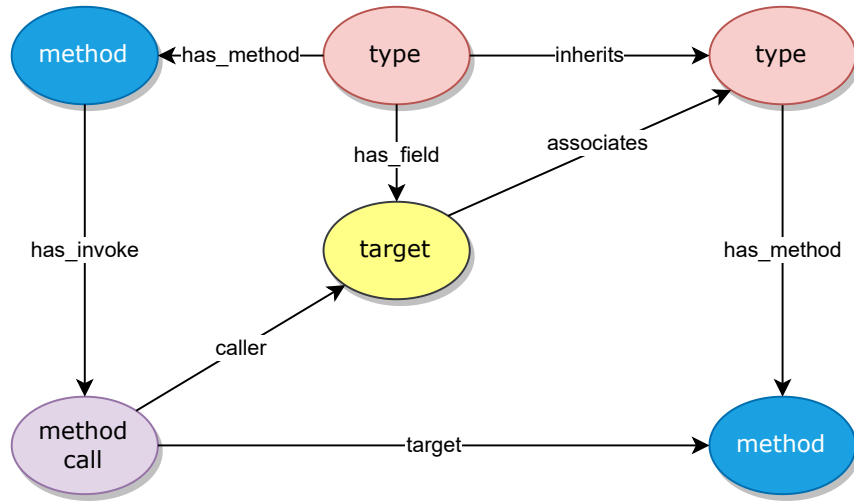 method
has_method
type
inherits
type
has_field
associates
has_invoke
target
has_method
caller
method
call
target
method